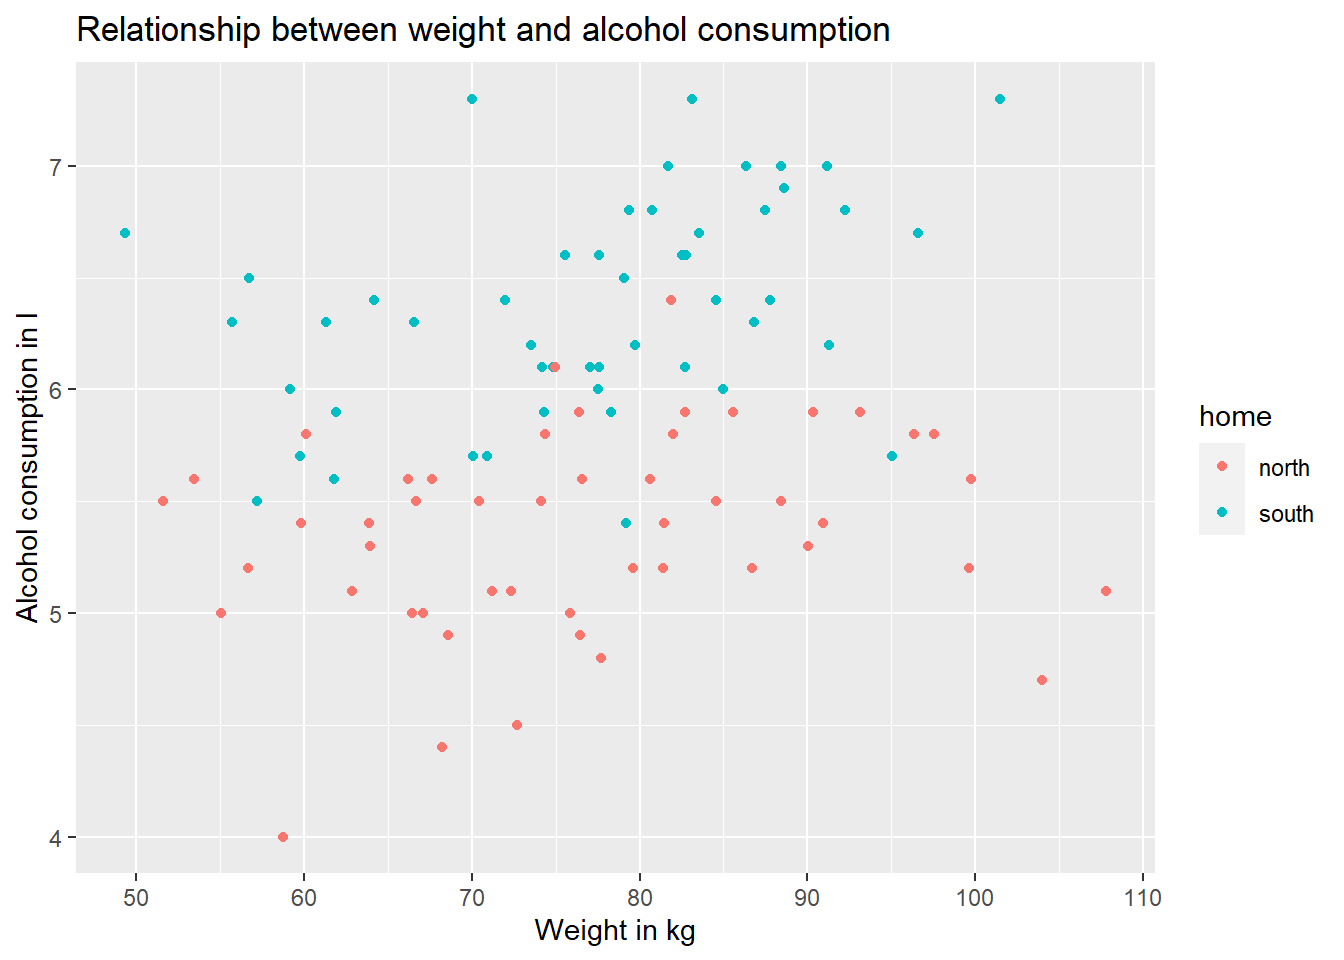 Relationship between weight and alcohol consumption
Alcohol consumption in l
7
6
5
4
50 60 70 80 90 100 110
Weight in kg
home
north
south